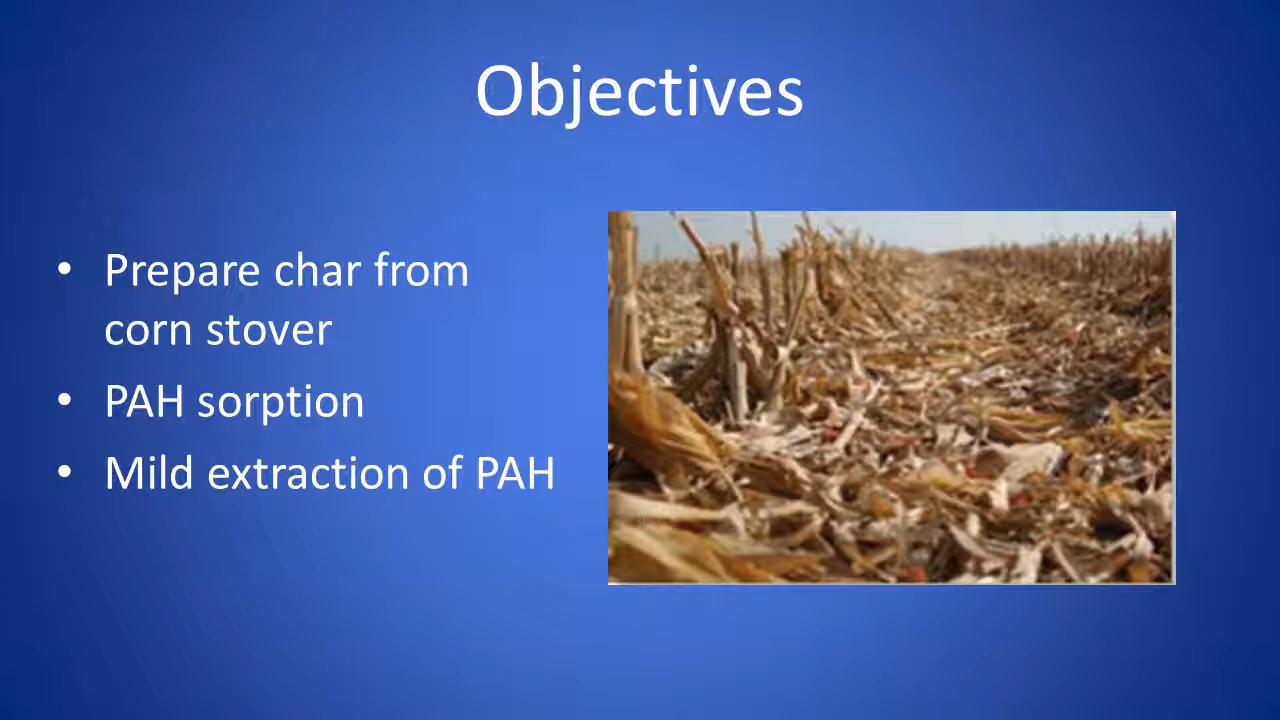 Objectives
• Prepare char from
corn stover
• PAH sorption
• Mild extraction of PAH